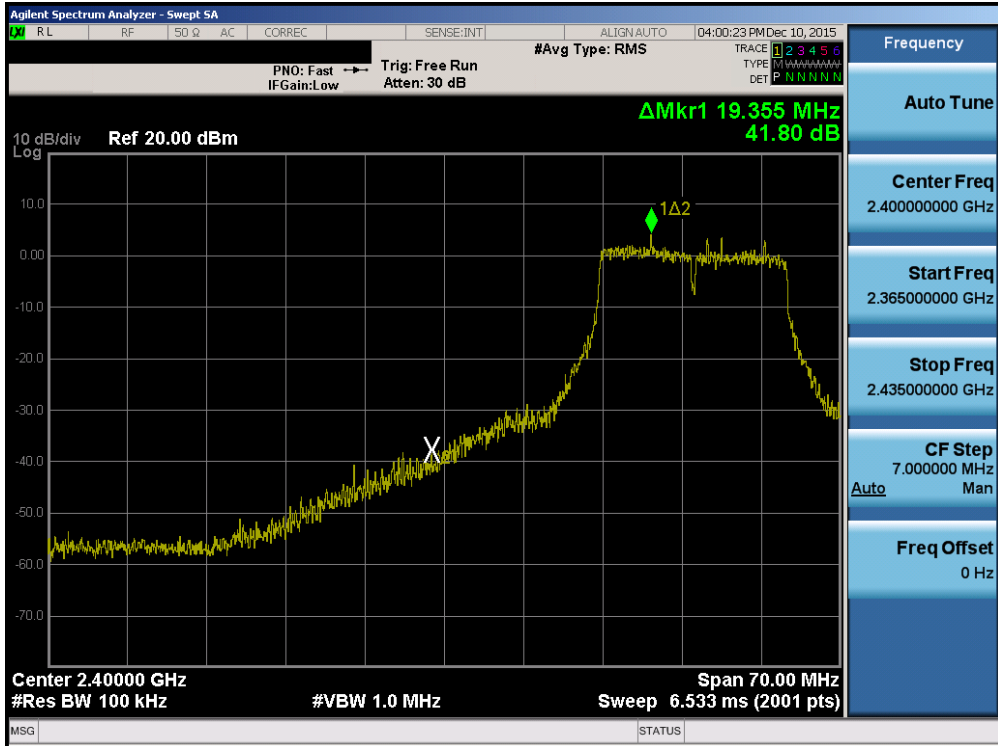 Agilent Spectrum Analyzer - Swept SA
LXI RL RF 50 Ω AC CORREC SENSE:INT ALIGN AUTO 04:00:23 PM Dec 10, 2015
#Avg Type: RMS TRACE 1 2 3 4 5 6
PNO: Fast Trig: Free Run TYPE M WWWWW
IFGain:Low Atten: 30 dB DET P N N N N N
ΔMkr1 19.355 MHz
41.80 dB
10 dB/div Ref 20.00 dBm
Log
10.0
1Δ2
0.00
-10.0
-20.0
-30.0
-40.0
X
-50.0
-60.0
-70.0
Center 2.40000 GHz Span 70.00 MHz
#Res BW 100 kHz #VBW 1.0 MHz Sweep 6.533 ms (2001 pts)
MSG STATUS
Frequency
Auto Tune
Center Freq
2.400000000 GHz
Start Freq
2.365000000 GHz
Stop Freq
2.435000000 GHz
CF Step
7.000000 MHz
Auto Man
Freq Offset
0 Hz